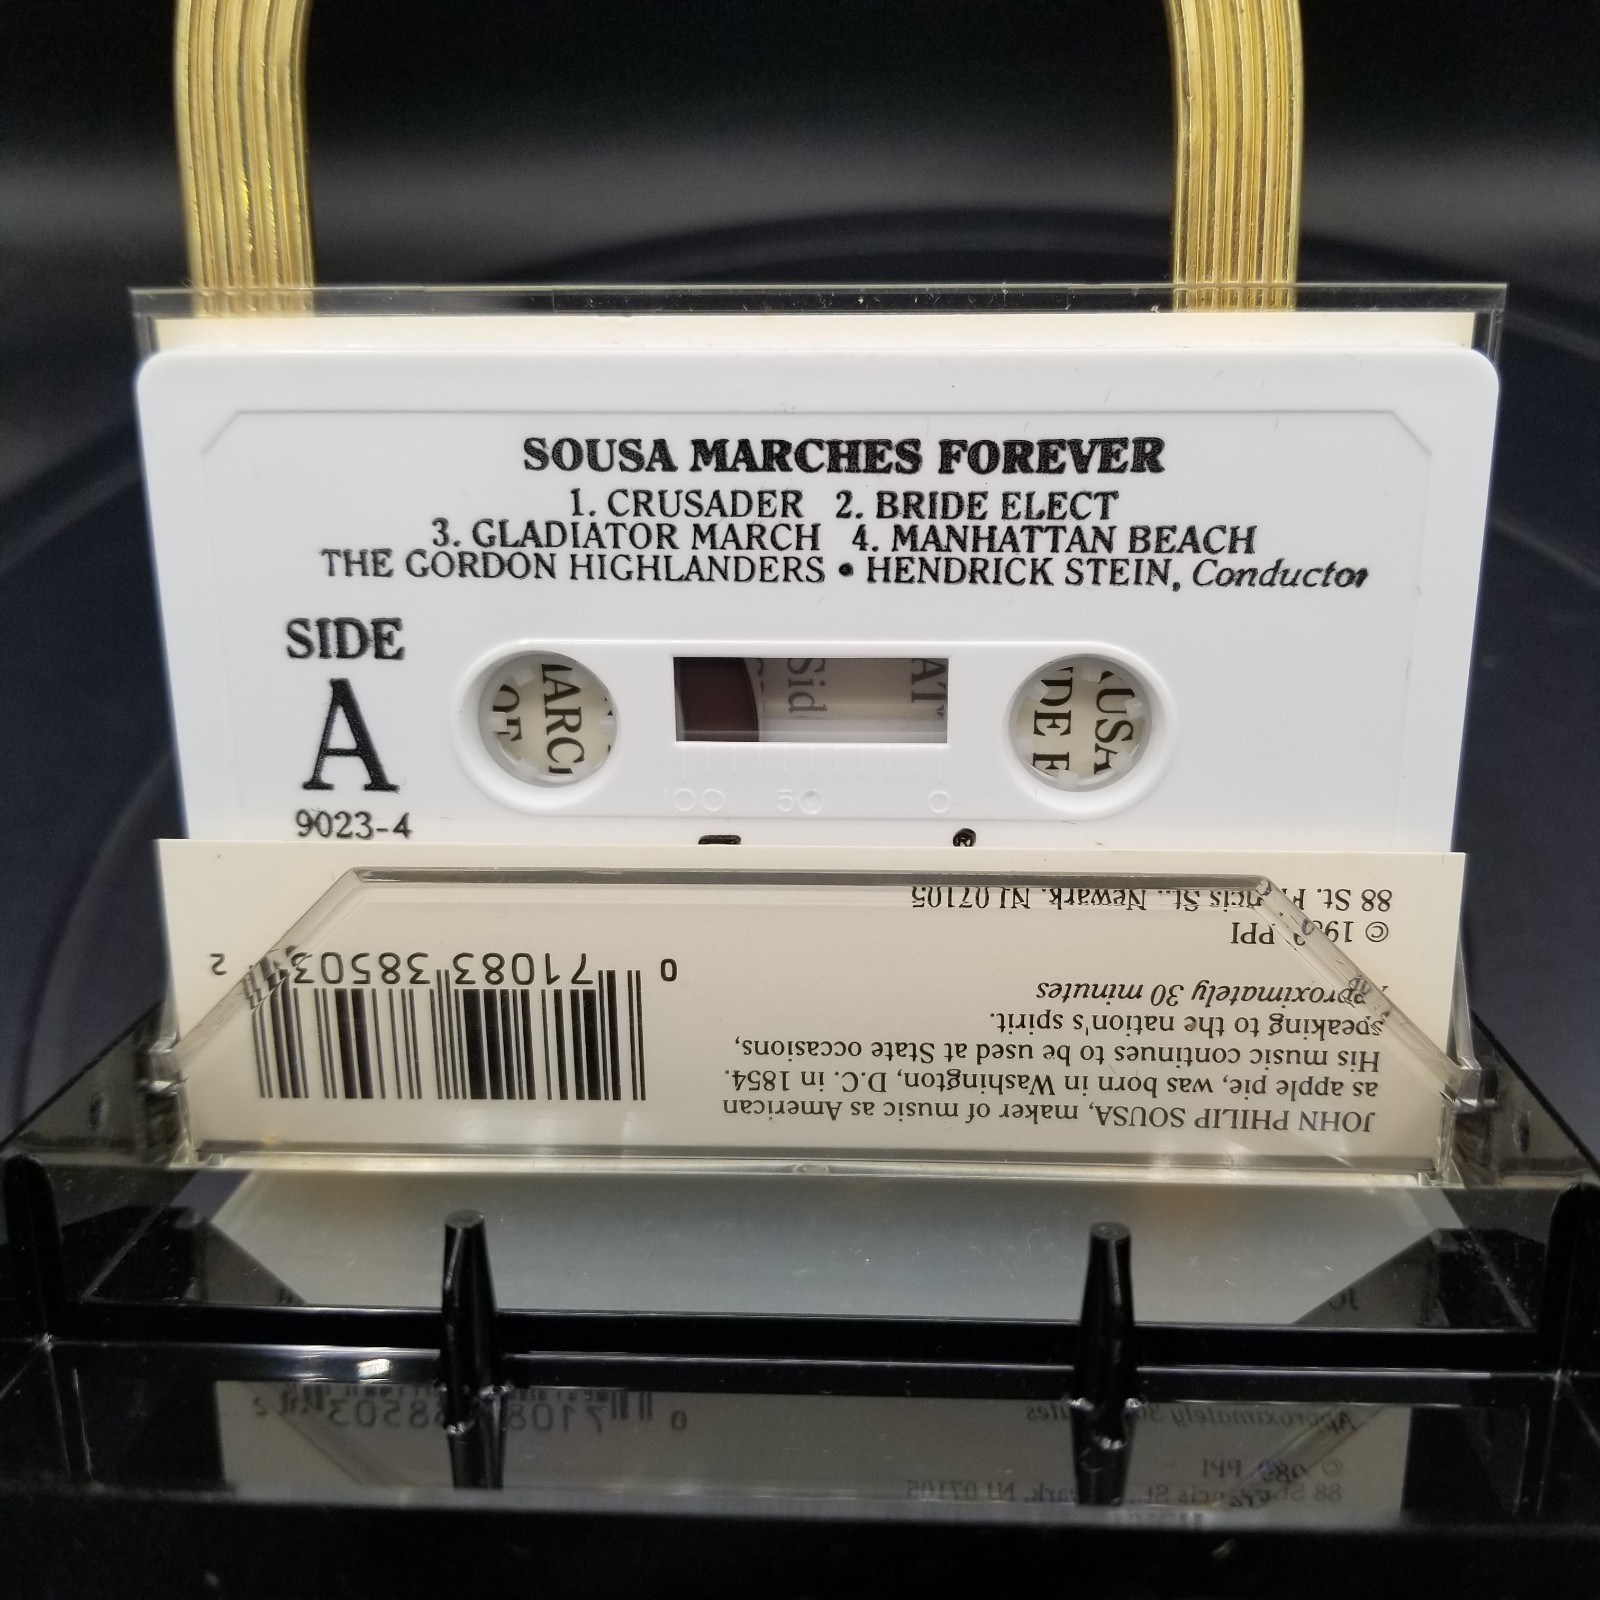 SOUSA MARCHES FOREVER
1. CRUSADER 2. BRIDE ELECT
3. GLADIATOR MARCH 4. MANHATTAN BEACH
THE GORDON HIGHLANDERS • HENDRICK STEIN, Conductor
SIDE
A
9023-4
100 50 0
®
JOHN PHILIP SOUSA, maker of music as American
as apple pie, was born in Washington, D.C. in 1854.
His music continues to be used at State occasions,
speaking to the nation's spirit.
Approximately 30 minutes
© 1989 PPI
88 St. Francis St., Newark, NJ 07105
0 71083 38503 2